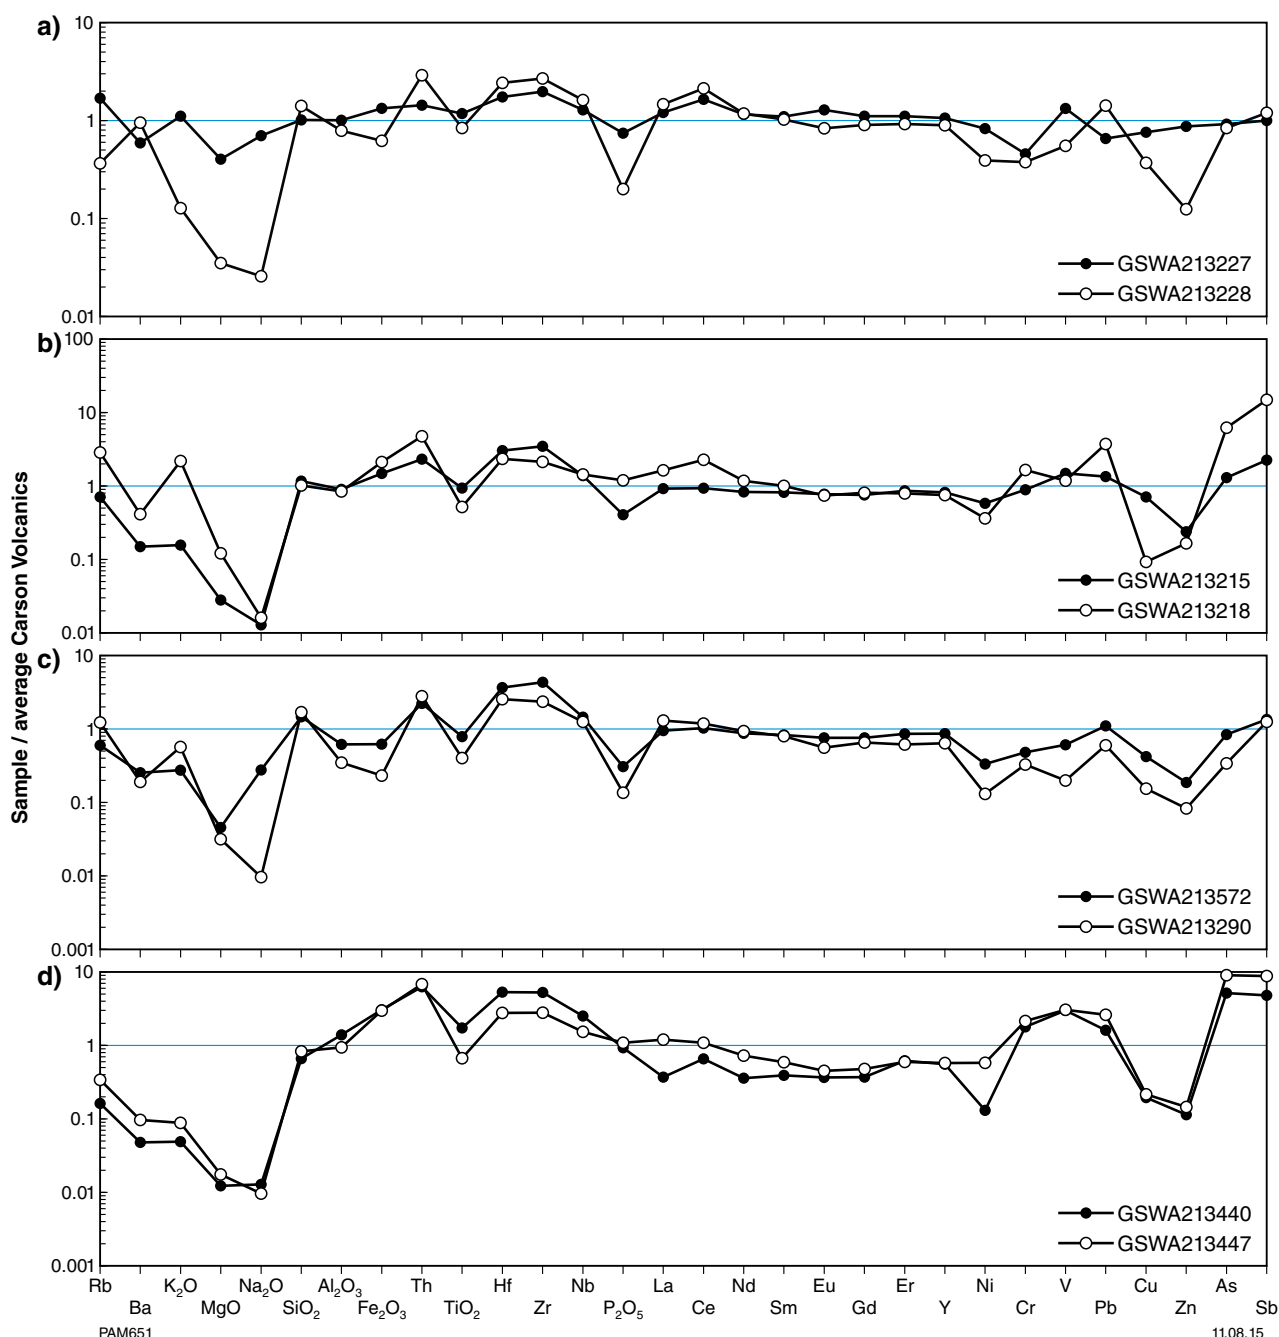 a)
10
1
0.1
0.01
GSWA213227
GSWA213228
b)
100
10
1
0.1
0.01
GSWA213215
GSWA213218
c)
10
1
0.1
0.01
0.001
GSWA213572
GSWA213290
d)
10
1
0.1
0.01
0.001
GSWA213440
GSWA213447
Sample / average Carson Volcanics
Rb K₂O Na₂O Al₂O₃ Th Hf Nb La Nd Eu Er Ni V Cu As
Ba MgO SiO₂ Fe₂O₃ TiO₂ Zr P₂O₅ Ce Sm Gd Y Cr Pb Zn Sb
PAM651 11.08.15